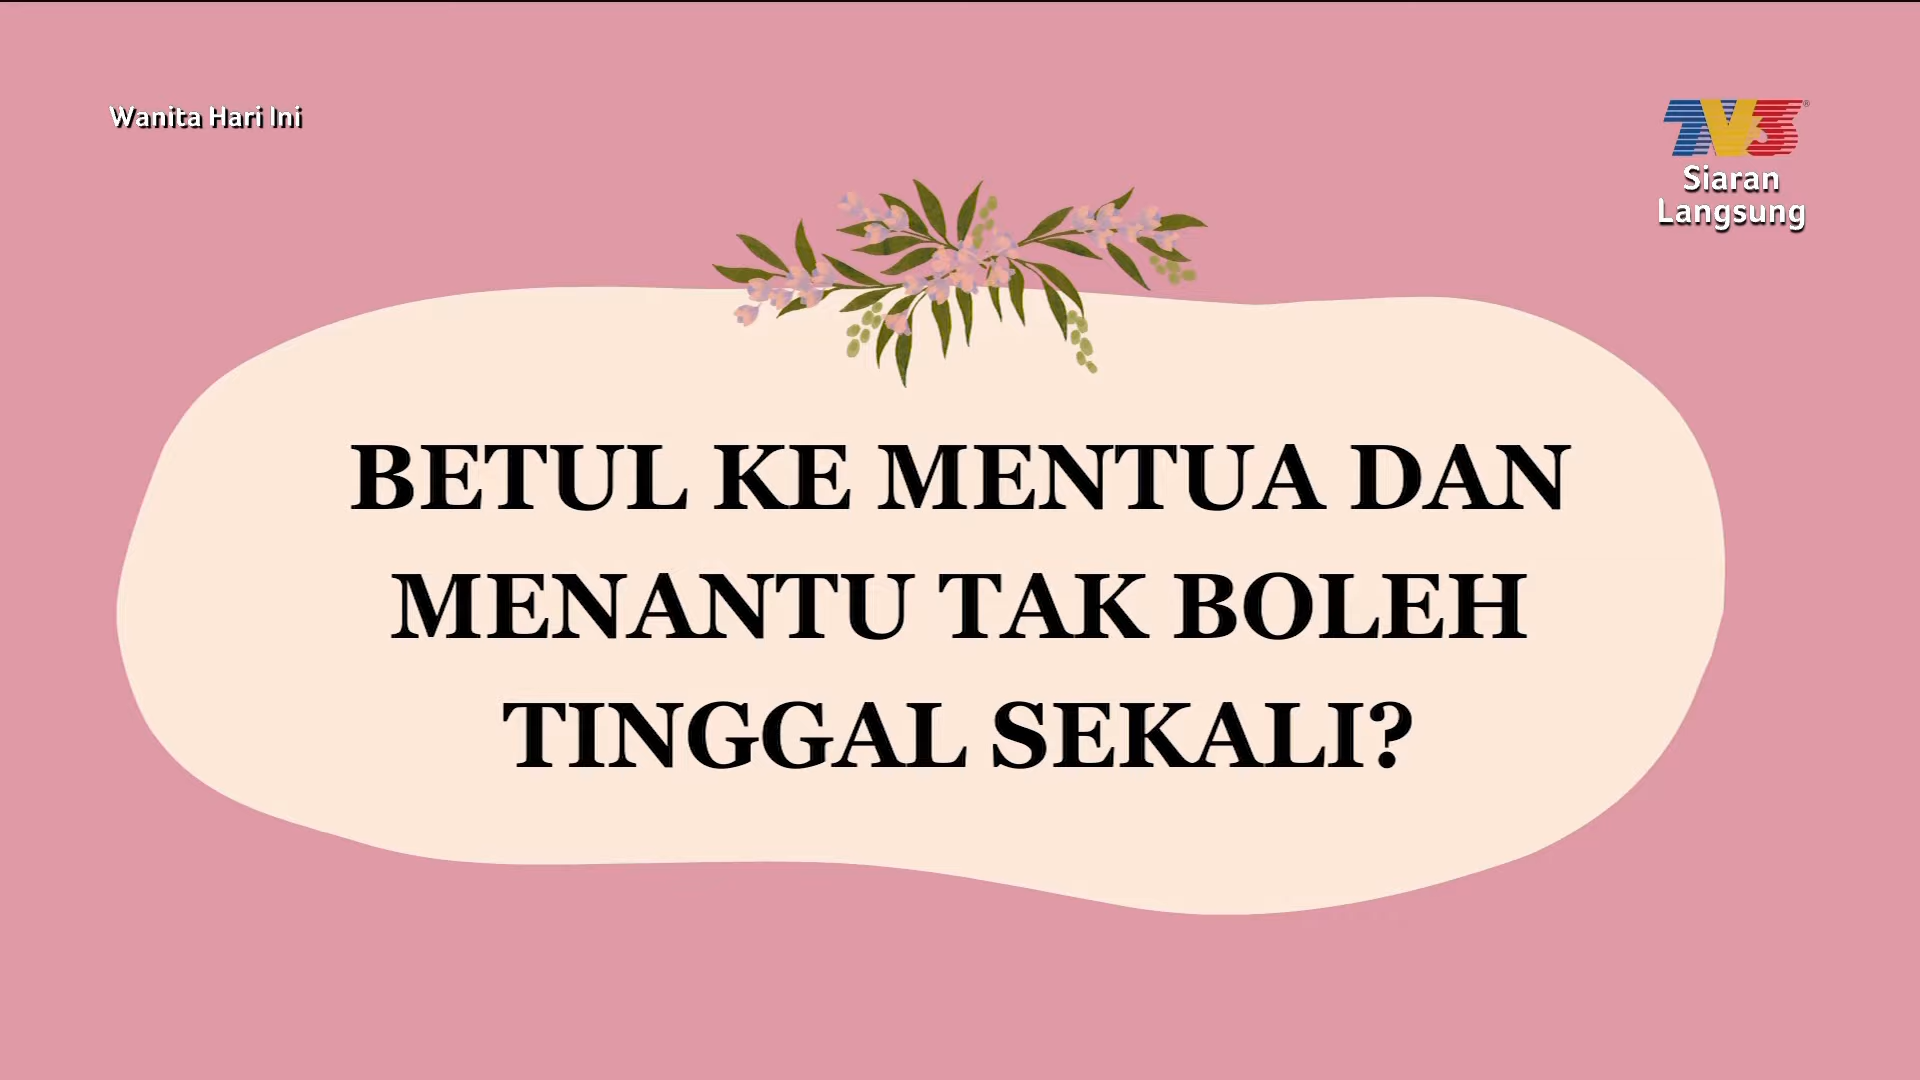 Wanita Hari Ini
TV3
Siaran
Langsung
BETUL KE MENTUA DAN
MENANTU TAK BOLEH
TINGGAL SEKALI?